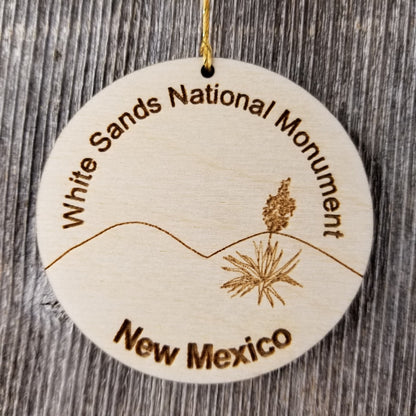 White Sands National Monument
New Mexico